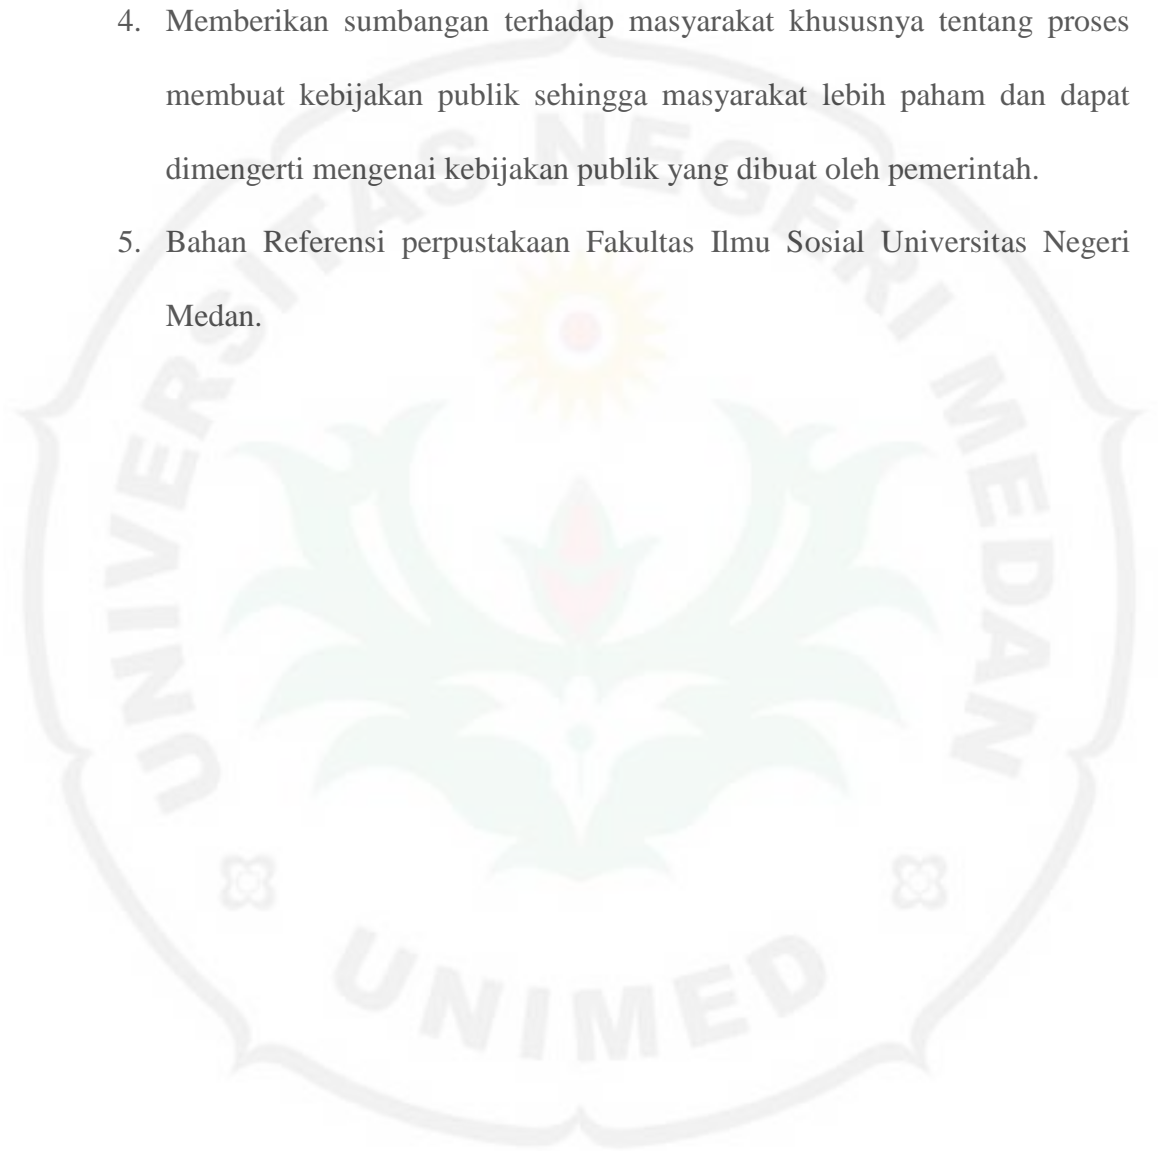 4. Memberikan sumbangan terhadap masyarakat khususnya tentang proses
membuat kebijakan publik sehingga masyarakat lebih paham dan dapat
dimengerti mengenai kebijakan publik yang dibuat oleh pemerintah.
5. Bahan Referensi perpustakaan Fakultas Ilmu Sosial Universitas Negeri
Medan.
UNIVERSITAS NEGERI MEDAN
UNIMED